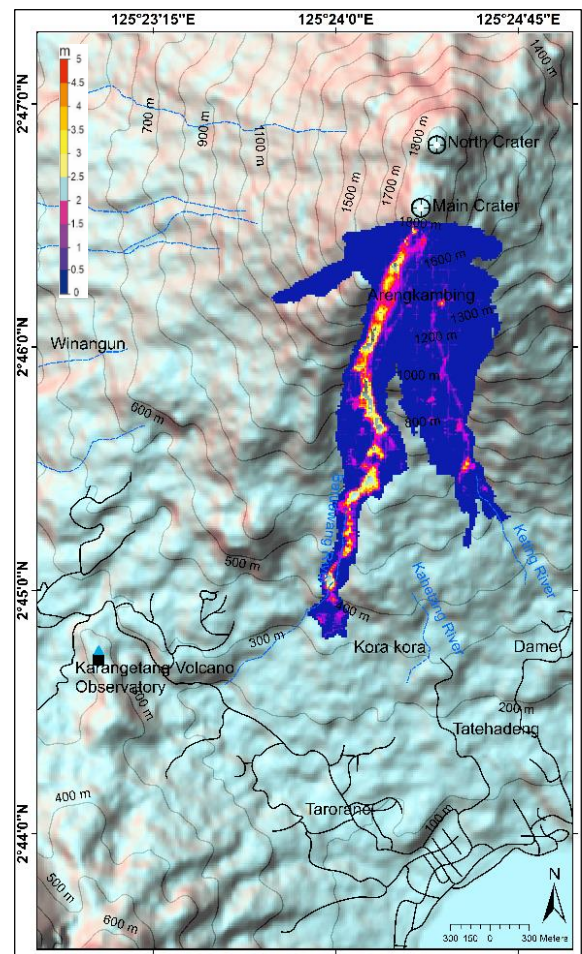 125°23'15"E
125°24'0"E
125°24'45"E
2°47'0"N
2°46'0"N
2°45'0"N
2°44'0"N
m
5
4.5
4
3.5
3
2.5
2
1.5
1
0.5
0
700 m
900 m
1100 m
1400 m
1800 m
North Crater
1500 m
1700 m
Main Crater
1600 m
Arengkambing
1300 m
1200 m
Winangun
1000 m
800 m
600 m
500 m
Keting River
Kahetang River
300 m
Kora kora
Dame
Karangetang Volcano
Observatory
200 m
Tatehadeng
400 m
Tarorane
100 m
500 m
600 m
N
300 150 0 300 Meters